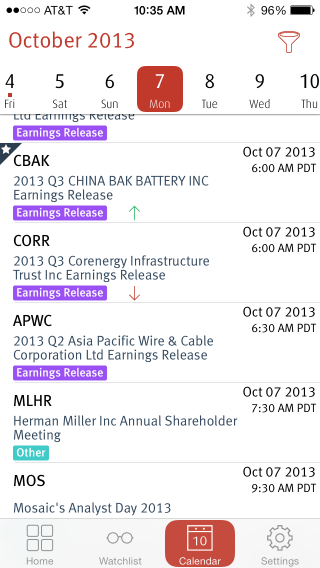 AT&T 10:35 AM 96%
October 2013
4 5 6 7 8 9 10
Fri Sat Sun Mon Tue Wed Thu
Ltd Earnings Release
Earnings Release
CBAK Oct 07 2013
6:00 AM PDT
2013 Q3 CHINA BAK BATTERY INC
Earnings Release
Earnings Release
CORR Oct 07 2013
6:00 AM PDT
2013 Q3 Corenergy Infrastructure
Trust Inc Earnings Release
Earnings Release
APWC Oct 07 2013
6:30 AM PDT
2013 Q2 Asia Pacific Wire & Cable
Corporation Ltd Earnings Release
Earnings Release
MLHR Oct 07 2013
7:30 AM PDT
Herman Miller Inc Annual Shareholder
Meeting
Other
MOS Oct 07 2013
9:30 AM PDT
Mosaic's Analyst Day 2013
10
Home Watchlist Calendar Settings